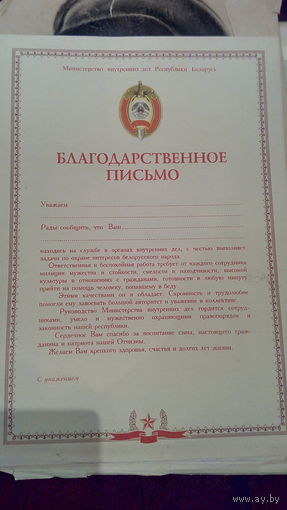 Министерство внутренних дел Республики Беларусь
БЛАГОДАРСТВЕННОЕ
ПИСЬМО
Уважаем
Рады сообщить, что Ваш
находясь на службе в органах внутренних дел, с честью выполняет
задачи по охране интересов белорусского народа.
Ответственная и беспокойная работа требует от каждого сотрудника
милиции мужества и стойкости, смелости и находчивости, высокой
культуры в отношениях с гражданами, готовности в любую минуту
прийти на помощь человеку, попавшему в беду.
Этими качествами он и обладает. Скромность и трудолюбие
помогли ему завоевать большой авторитет и уважение в коллективе.
Руководство Министерства внутренних дел гордится сотруд-
никами, умело и мужественно охраняющими правопорядок и
законность нашей республики.
Сердечное Вам спасибо за воспитание сына, настоящего граж-
данина и патриота нашей Отчизны.
Желаем Вам крепкого здоровья, счастья и долгих лет жизни.
С уважением
www.ay.by